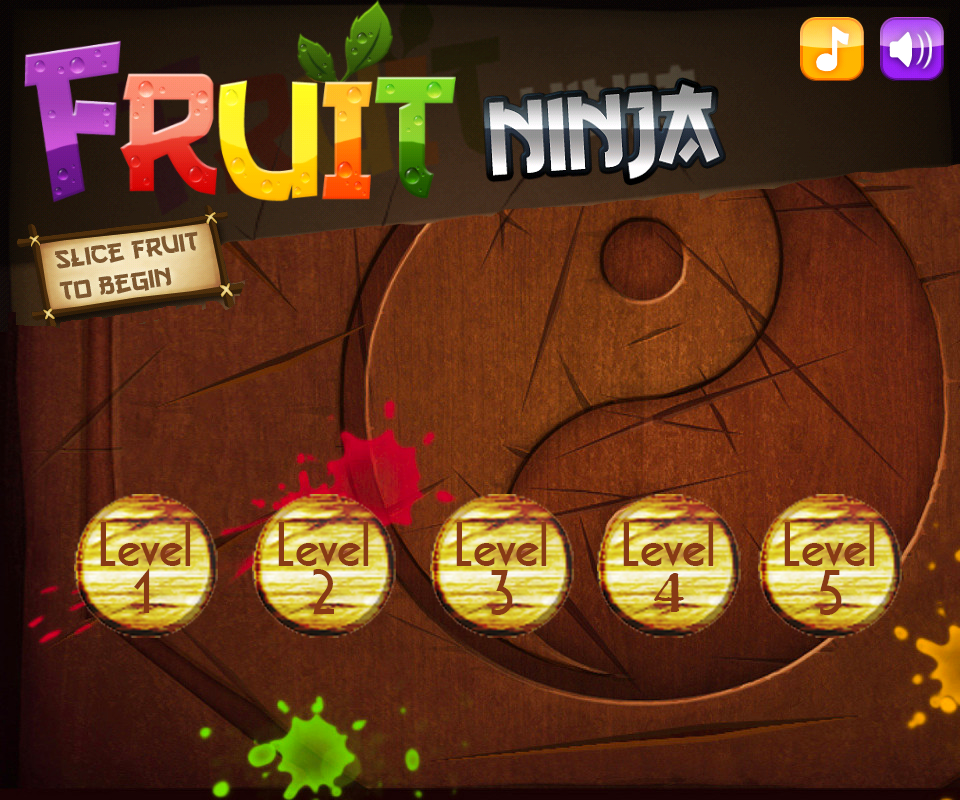 FRUIT NINJA
SLICE FRUIT
TO BEGIN
Level
1
Level
2
Level
3
Level
4
Level
5